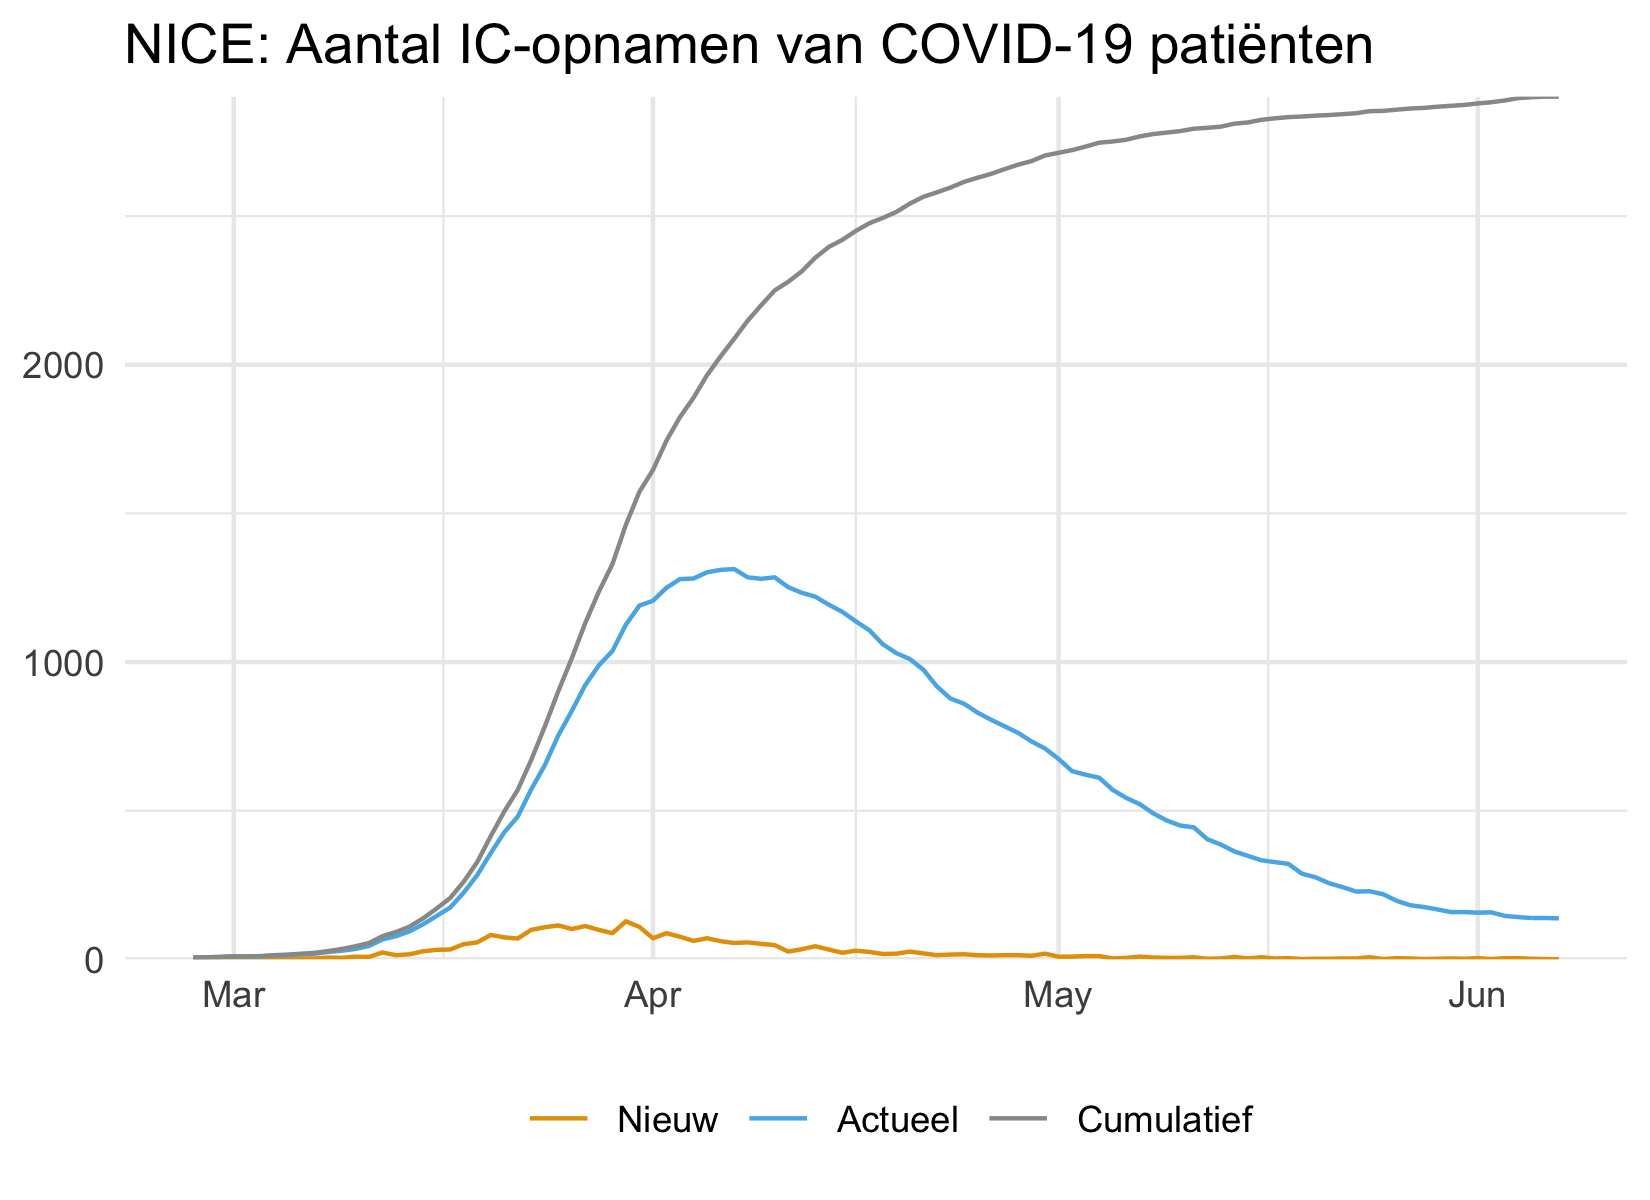 NICE: Aantal IC-opnamen van COVID-19 patiënten
2000
1000
0
Mar Apr May Jun
Nieuw Actueel Cumulatief